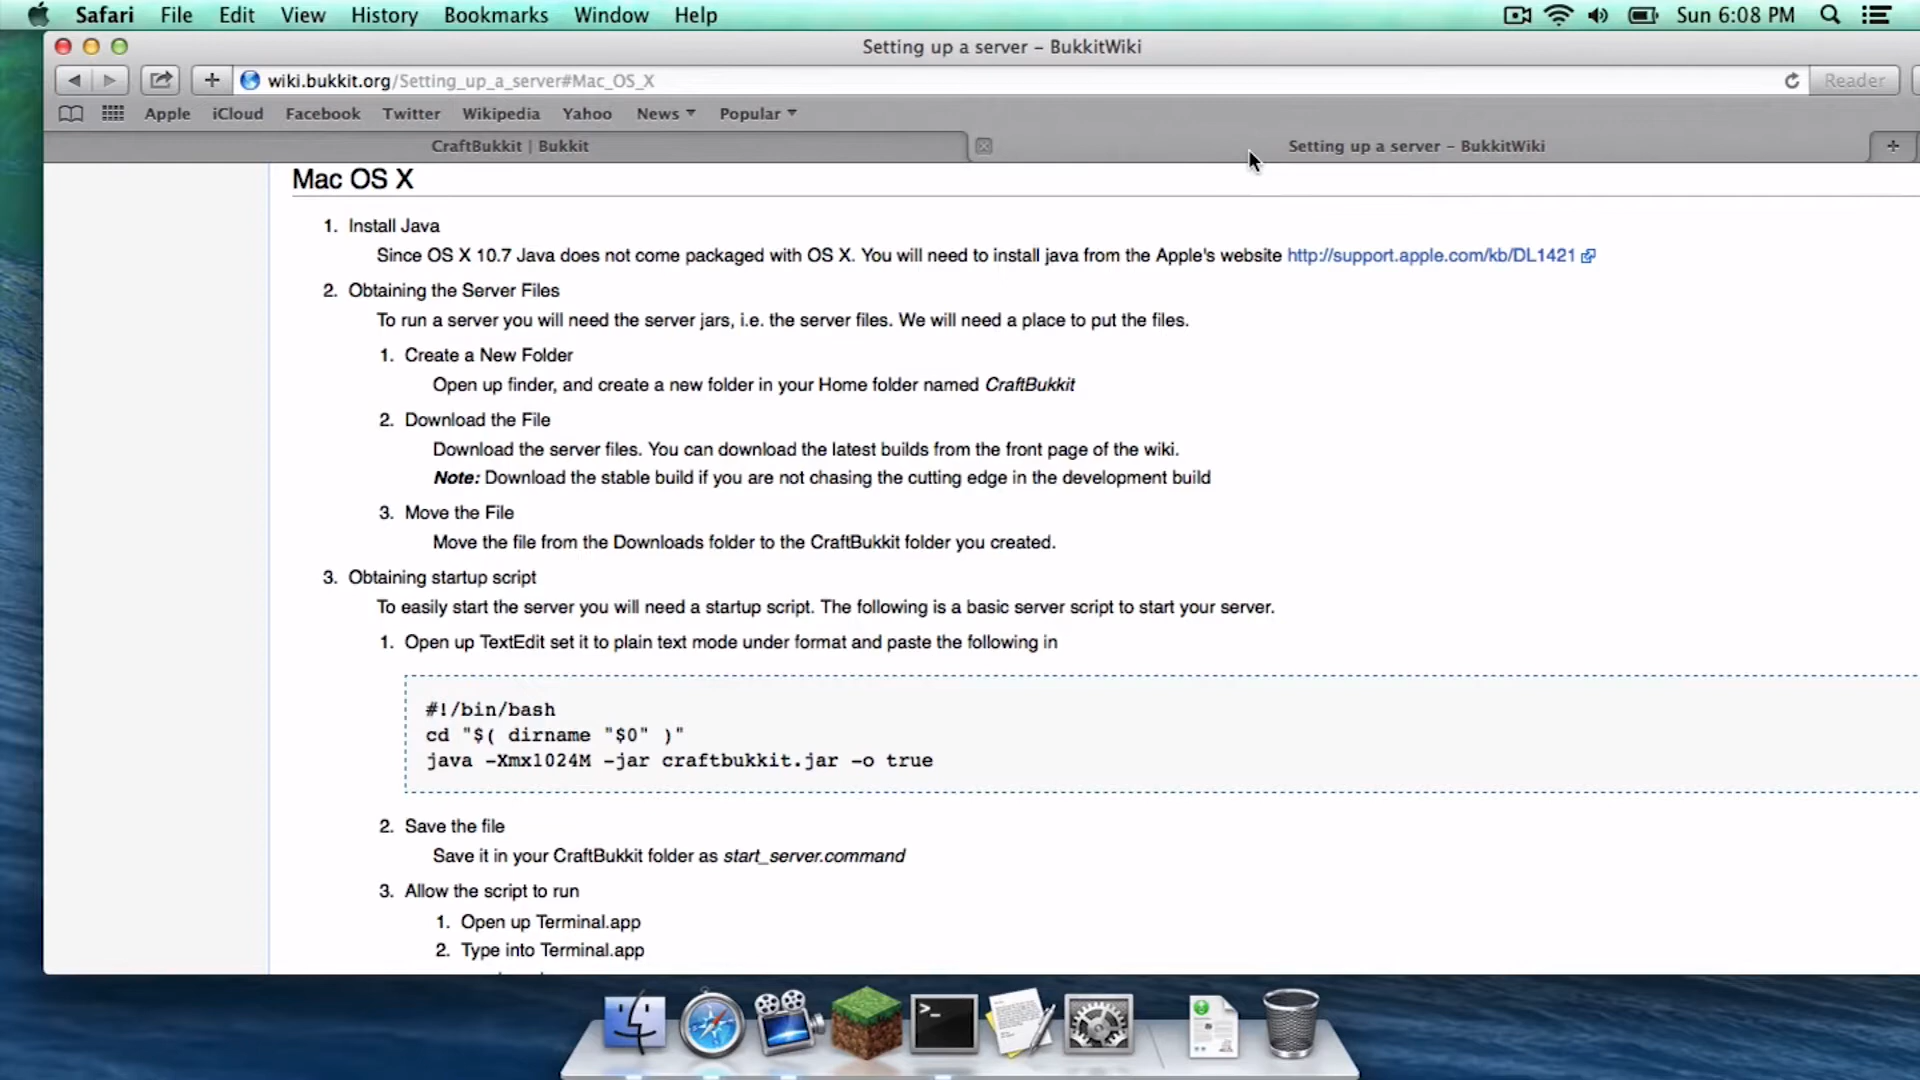 Safari File Edit View History Bookmarks Window Help Sun 6:08 PM
Setting up a server – BukkitWiki
wiki.bukkit.org/Setting_up_a_server#Mac_OS_X Reader
Apple iCloud Facebook Twitter Wikipedia Yahoo News Popular
CraftBukkit | Bukkit Setting up a server – BukkitWiki
Mac OS X
1. Install Java
Since OS X 10.7 Java does not come packaged with OS X. You will need to install java from the Apple's website http://support.apple.com/kb/DL1421
2. Obtaining the Server Files
To run a server you will need the server jars, i.e. the server files. We will need a place to put the files.
1. Create a New Folder
Open up finder, and create a new folder in your Home folder named CraftBukkit
2. Download the File
Download the server files. You can download the latest builds from the front page of the wiki.
Note: Download the stable build if you are not chasing the cutting edge in the development build
3. Move the File
Move the file from the Downloads folder to the CraftBukkit folder you created.
3. Obtaining startup script
To easily start the server you will need a startup script. The following is a basic server script to start your server.
1. Open up TextEdit set it to plain text mode under format and paste the following in
#!/bin/bash
cd "$( dirname "$0" )"
java -Xmx1024M -jar craftbukkit.jar -o true
2. Save the file
Save it in your CraftBukkit folder as start_server.command
3. Allow the script to run
1. Open up Terminal.app
2. Type into Terminal.app